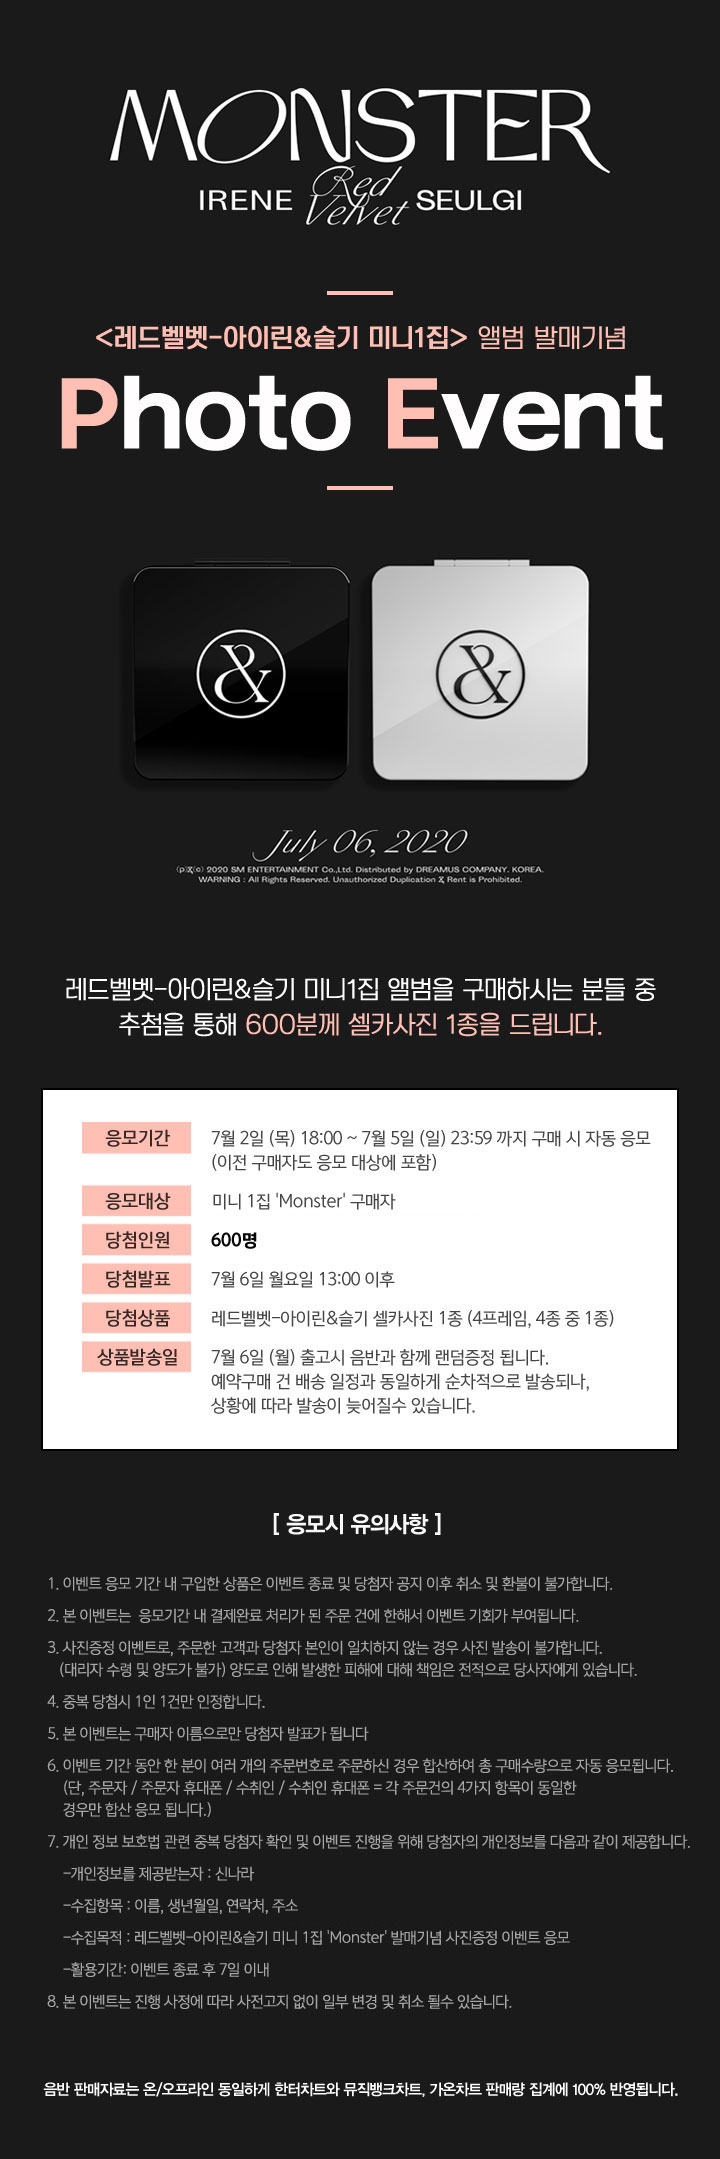 MONSTER
IRENE Red Velvet SEULGI
<레드벨벳-아이린&슬기 미니1집> 앨범 발매기념
Photo Event
&
&
July 06, 2020
(p)&(c) 2020 SM ENTERTAINMENT Co.,Ltd. Distributed by DREAMUS COMPANY. KOREA.
WARNING : All Rights Reserved. Unauthorized Duplication & Rent is Prohibited.
레드벨벳-아이린&슬기 미니1집 앨범을 구매하시는 분들 중
추첨을 통해 600분께 셀카사진 1종을 드립니다.
응모기간 7월 2일 (목) 18:00 ~ 7월 5일 (일) 23:59 까지 구매 시 자동 응모
(이전 구매자도 응모 대상에 포함)
응모대상 미니 1집 'Monster' 구매자
당첨인원 600명
당첨발표 7월 6일 월요일 13:00 이후
당첨상품 레드벨벳-아이린&슬기 셀카사진 1종 (4프레임, 4종 중 1종)
상품발송일 7월 6일 (월) 출고시 음반과 함께 랜덤증정 됩니다.
예약구매 건 배송 일정과 동일하게 순차적으로 발송되나,
상황에 따라 발송이 늦어질수 있습니다.
[ 응모시 유의사항 ]
1. 이벤트 응모 기간 내 구입한 상품은 이벤트 종료 및 당첨자 공지 이후 취소 및 환불이 불가합니다.
2. 본 이벤트는 응모기간 내 결제완료 처리가 된 주문 건에 한해서 이벤트 기회가 부여됩니다.
3. 사진증정 이벤트로, 주문한 고객과 당첨자 본인이 일치하지 않는 경우 사진 발송이 불가합니다.
(대리자 수령 및 양도가 불가) 양도로 인해 발생한 피해에 대해 책임은 전적으로 당사자에게 있습니다.
4. 중복 당첨시 1인 1건만 인정합니다.
5. 본 이벤트는 구매자 이름으로만 당첨자 발표가 됩니다
6. 이벤트 기간 동안 한 분이 여러 개의 주문번호로 주문하신 경우 합산하여 총 구매수량으로 자동 응모됩니다.
(단, 주문자 / 주문자 휴대폰 / 수취인 / 수취인 휴대폰 = 각 주문건의 4가지 항목이 동일한
경우만 합산 응모 됩니다.)
7. 개인 정보 보호법 관련 중복 당첨자 확인 및 이벤트 진행을 위해 당첨자의 개인정보를 다음과 같이 제공합니다.
-개인정보를 제공받는자 : 신나라
-수집항목 : 이름, 생년월일, 연락처, 주소
-수집목적 : 레드벨벳-아이린&슬기 미니 1집 'Monster' 발매기념 사진증정 이벤트 응모
-활용기간: 이벤트 종료 후 7일 이내
8. 본 이벤트는 진행 사정에 따라 사전고지 없이 일부 변경 및 취소 될수 있습니다.
음반 판매자료는 온/오프라인 동일하게 한터차트와 뮤직뱅크차트, 가온차트 판매량 집계에 100% 반영됩니다.